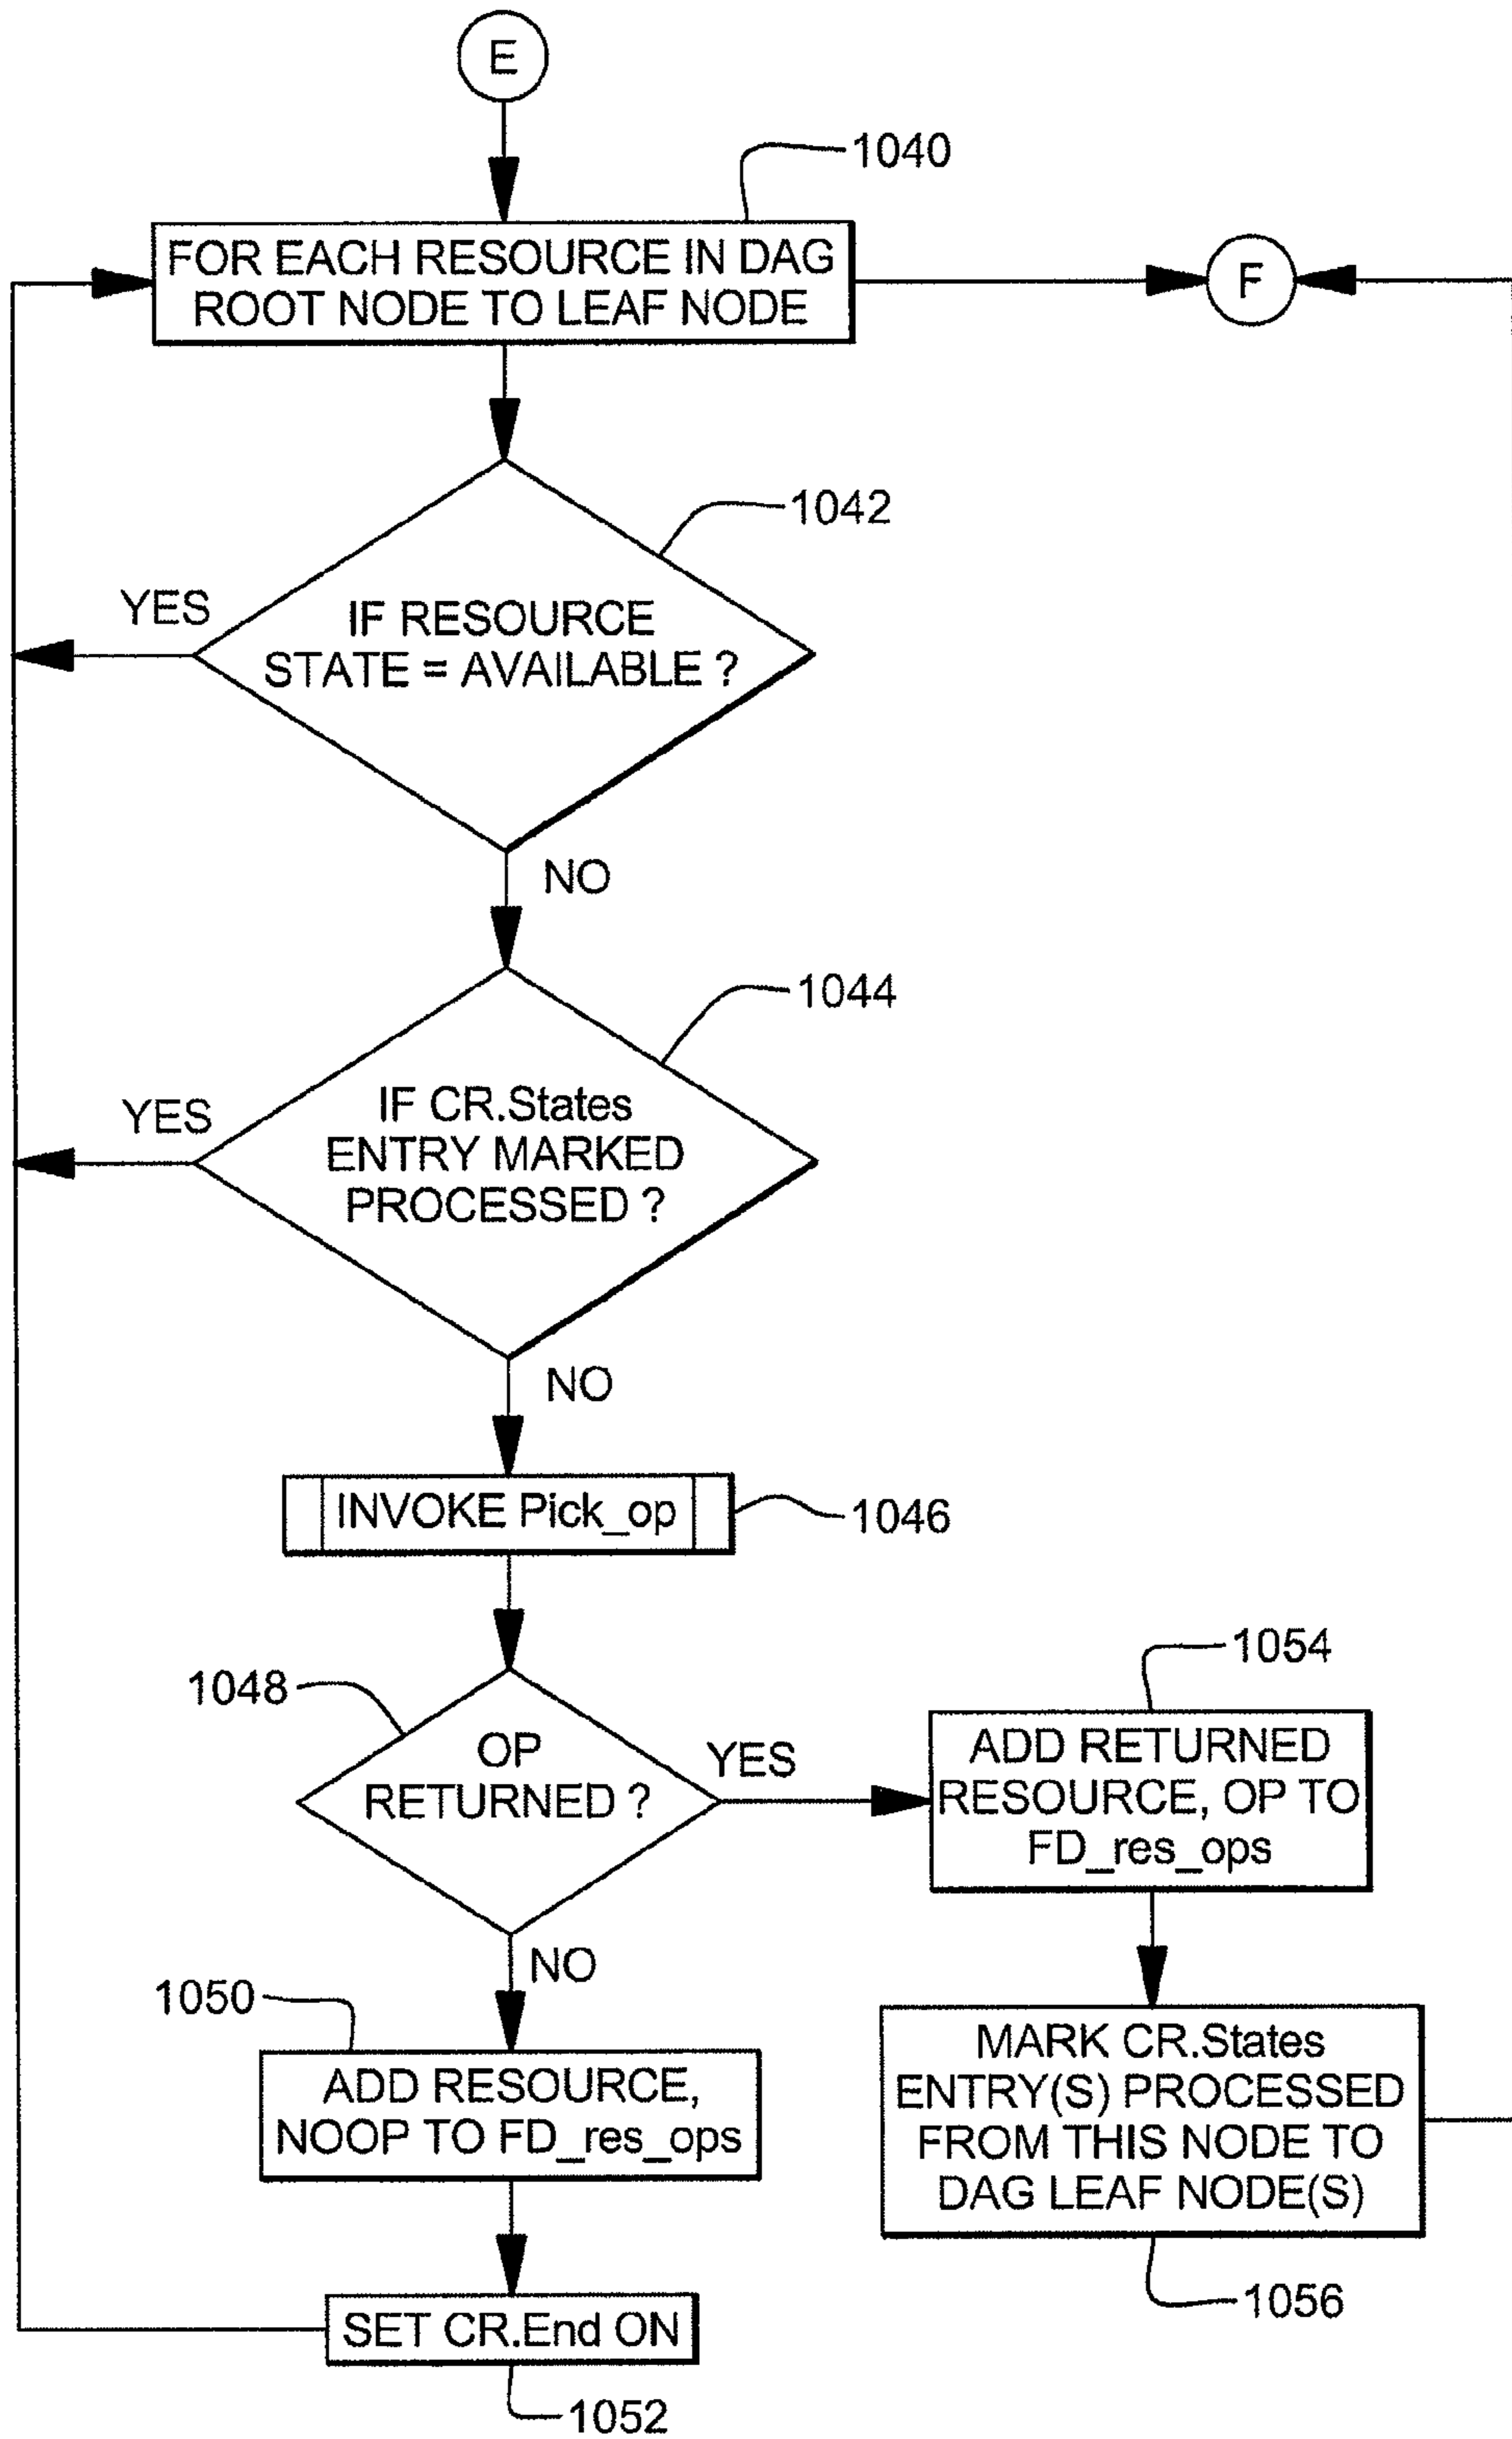 E
1040
FOR EACH RESOURCE IN DAG
ROOT NODE TO LEAF NODE
F
1042
YES
IF RESOURCE
STATE = AVAILABLE ?
NO
1044
YES
IF CR.States
ENTRY MARKED
PROCESSED ?
NO
INVOKE Pick_op
1046
1048
OP
RETURNED ?
YES
1054
ADD RETURNED
RESOURCE, OP TO
FD_res_ops
NO
1050
ADD RESOURCE,
NOOP TO FD_res_ops
MARK CR.States
ENTRY(S) PROCESSED
FROM THIS NODE TO
DAG LEAF NODE(S)
1056
SET CR.End ON
1052